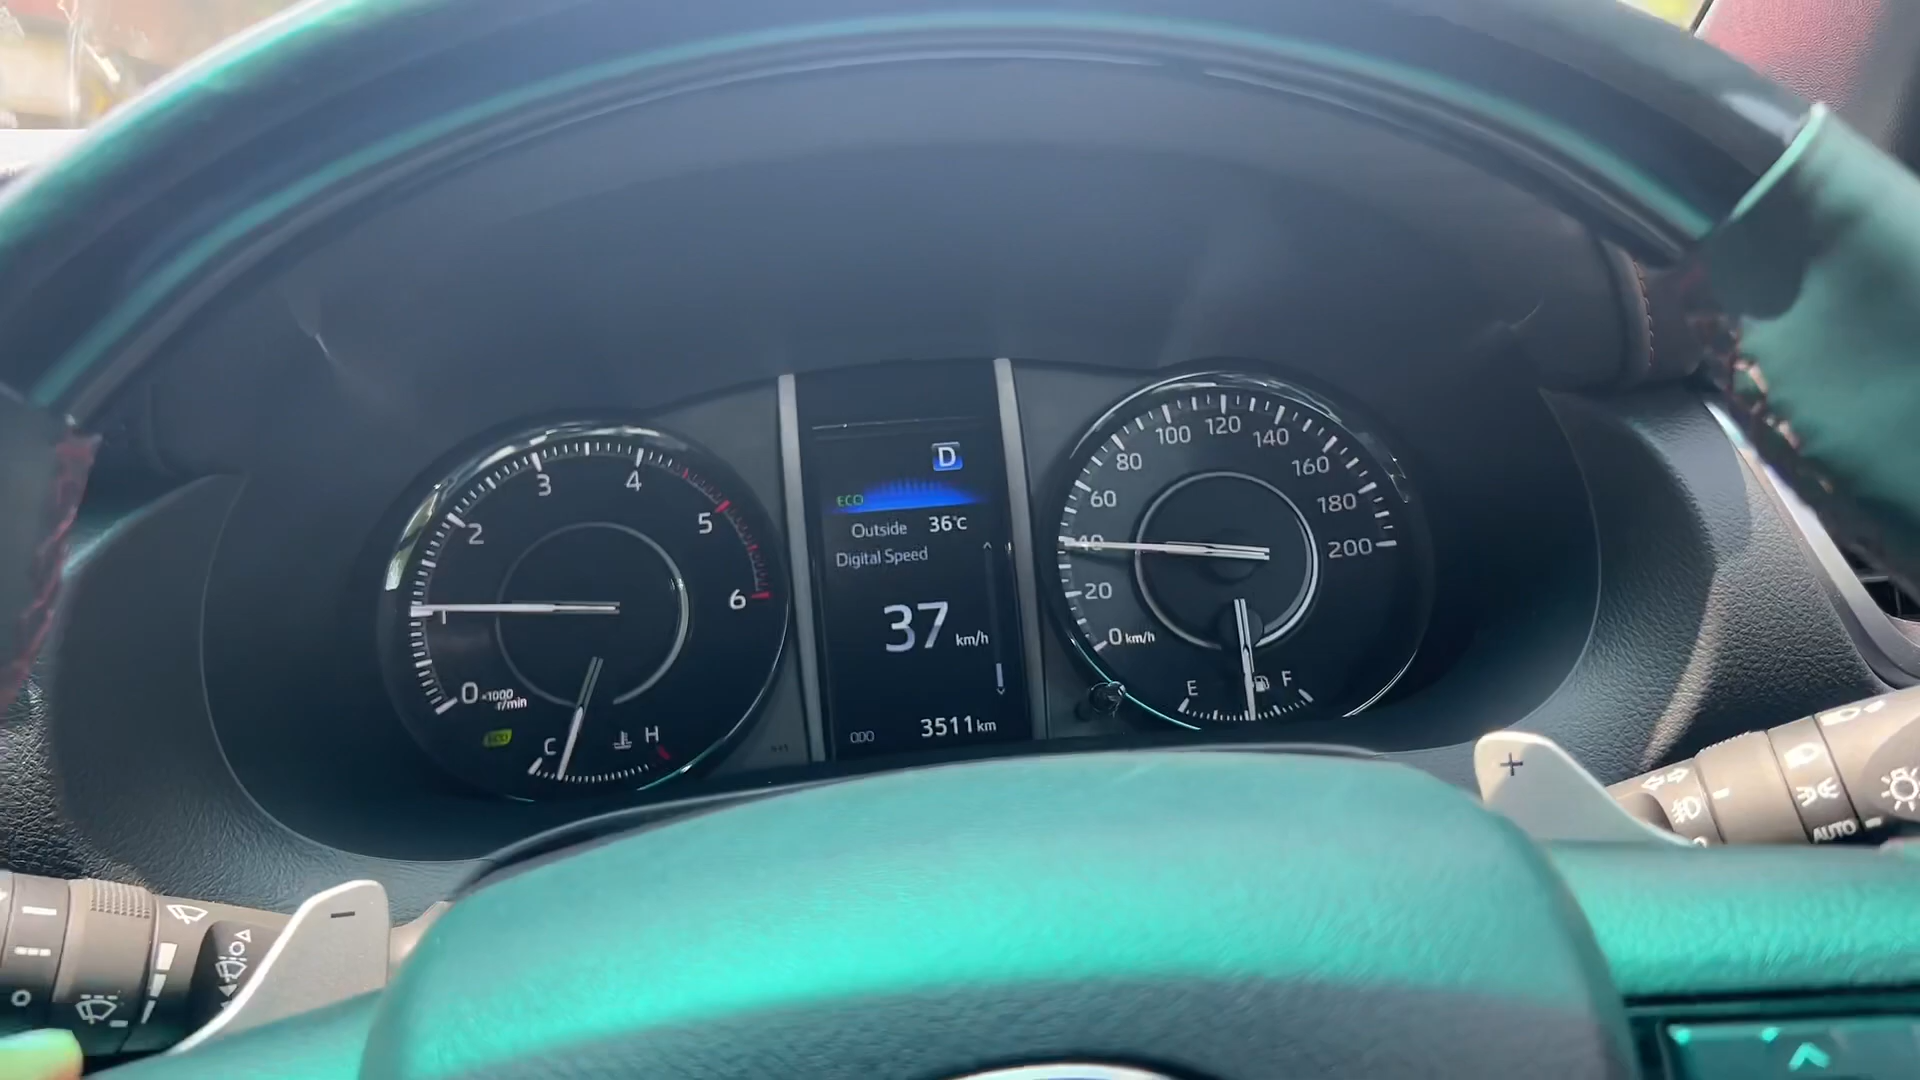 0
1
2
3
4
5
6
×1000
r/min
ECO
C
H
D
ECO
Outside 36°C
Digital Speed
37 km/h
ODO 3511 km
0 km/h
20
40
60
80
100
120
140
160
180
200
E
F
+
AUTO
-